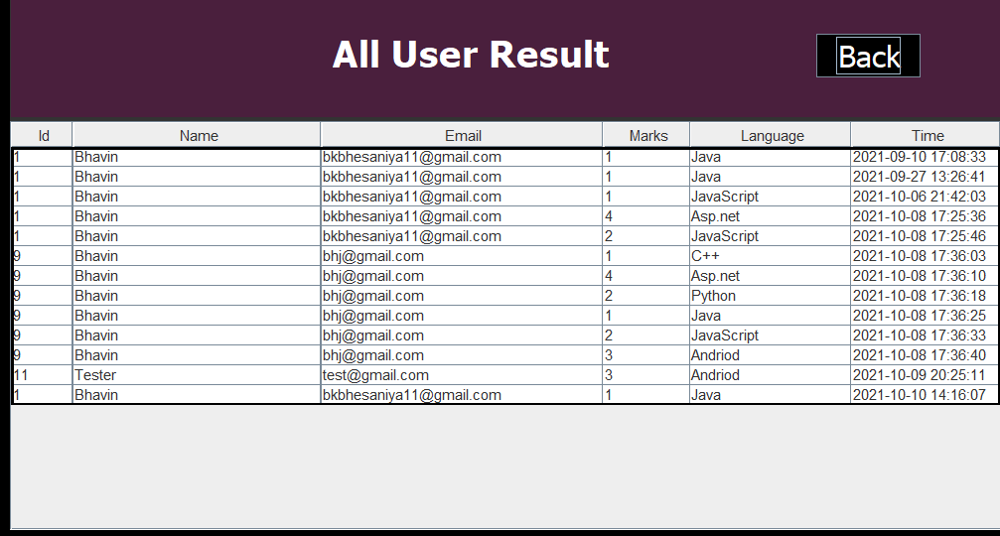 All User Result
Back
Id Name Email Marks Language Time
1 Bhavin bkbhesaniya11@gmail.com 1 Java 2021-09-10 17:08:33
1 Bhavin bkbhesaniya11@gmail.com 1 Java 2021-09-27 13:26:41
1 Bhavin bkbhesaniya11@gmail.com 1 JavaScript 2021-10-06 21:42:03
1 Bhavin bkbhesaniya11@gmail.com 4 Asp.net 2021-10-08 17:25:36
1 Bhavin bkbhesaniya11@gmail.com 2 JavaScript 2021-10-08 17:25:46
9 Bhavin bhj@gmail.com 1 C++ 2021-10-08 17:36:03
9 Bhavin bhj@gmail.com 4 Asp.net 2021-10-08 17:36:10
9 Bhavin bhj@gmail.com 2 Python 2021-10-08 17:36:18
9 Bhavin bhj@gmail.com 1 Java 2021-10-08 17:36:25
9 Bhavin bhj@gmail.com 2 JavaScript 2021-10-08 17:36:33
9 Bhavin bhj@gmail.com 3 Andriod 2021-10-08 17:36:40
11 Tester test@gmail.com 3 Andriod 2021-10-09 20:25:11
1 Bhavin bkbhesaniya11@gmail.com 1 Java 2021-10-10 14:16:07